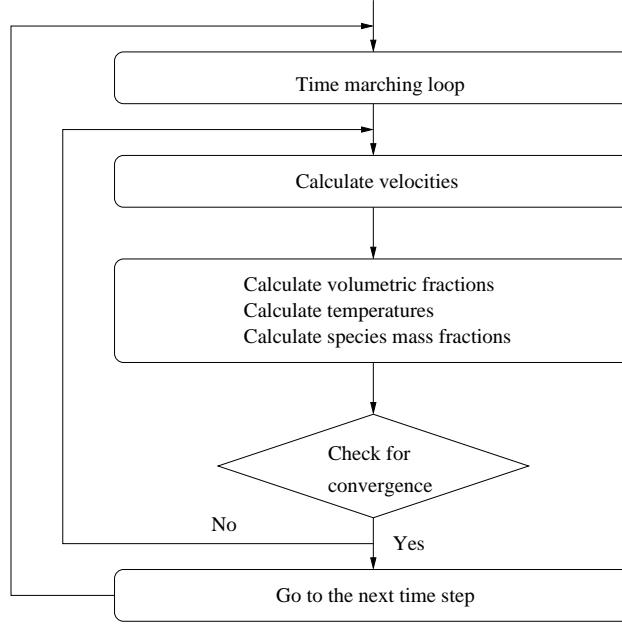 Time marching loop
Calculate velocities
Calculate volumetric fractions
Calculate temperatures
Calculate species mass fractions
Check for
convergence
No
Yes
Go to the next time step